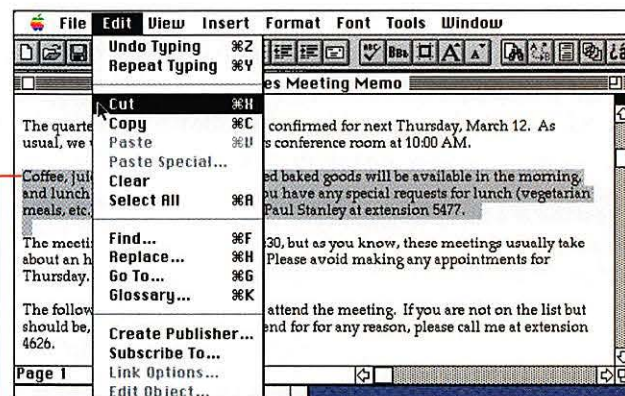 File Edit View Insert Format Font Tools Window
Undo Typing ⌘Z
Repeat Typing ⌘Y
es Meeting Memo
Cut ⌘X
Copy ⌘C
Paste ⌘V
Paste Special...
Clear
Select All ⌘A
Find... ⌘F
Replace... ⌘H
Go To... ⌘G
Glossary... ⌘K
Create Publisher...
Subscribe To...
Link Options...
Edit Object...
The quarte confirmed for next Thursday, March 12. As
usual, we s conference room at 10:00 AM.
Coffee, jui ed baked goods will be available in the morning,
and lunch ou have any special requests for lunch (vegetarian
meals, etc. Paul Stanley at extension 5477.
The meeti :30, but as you know, these meetings usually take
about an h Please avoid making any appointments for
Thursday.
The follow attend the meeting. If you are not on the list but
should be, end for for any reason, please call me at extension
4626.
Page 1